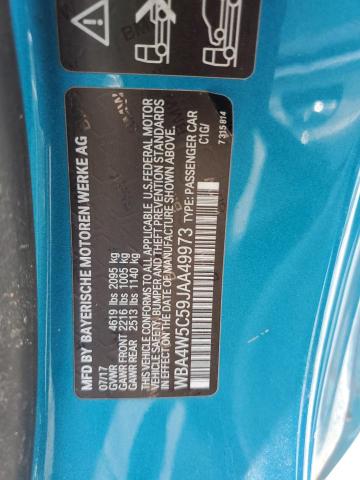 MFD BY BAYERISCHE MOTOREN WERKE AG
07/17
GVWR 4619 lbs 2095 kg
GAWR FRONT 2216 lbs 1005 kg
GAWR REAR 2513 lbs 1140 kg
THIS VEHICLE CONFORMS TO ALL APPLICABLE U.S. FEDERAL MOTOR
VEHICLE SAFETY, BUMPER AND THEFT PREVENTION STANDARDS
IN EFFECT ON THE DATE OF MANUFACTURE SHOWN ABOVE.
WBA4W5C59JAA49973 TYPE: PASSENGER CAR
C1G/
7 315 814